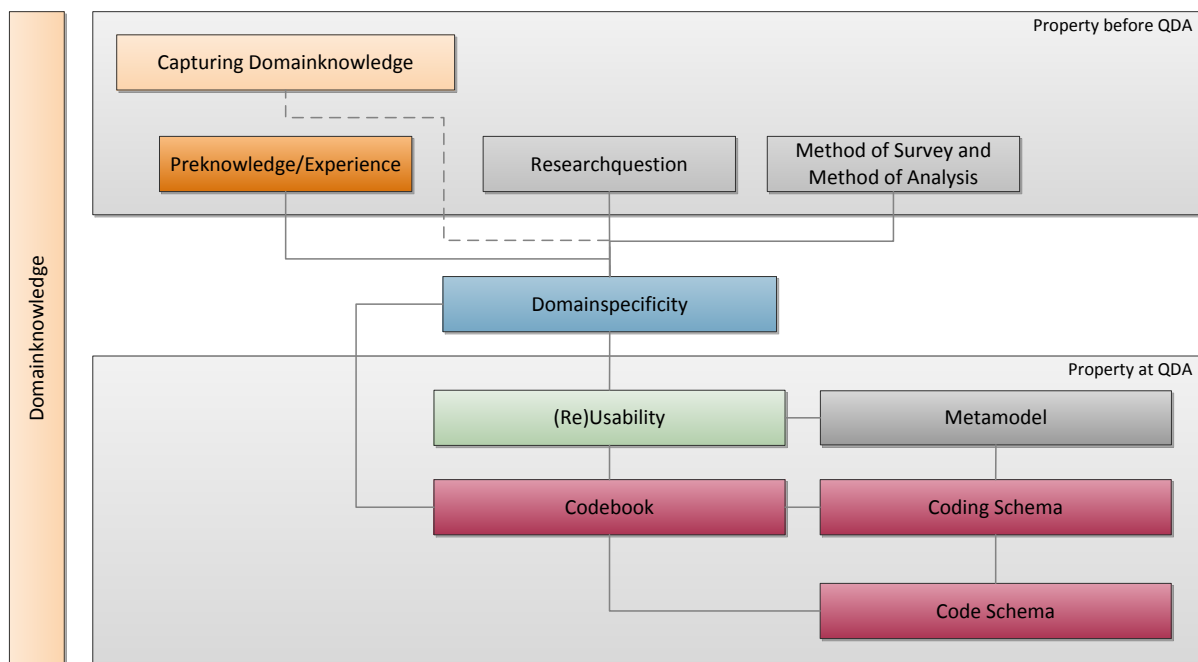 Property before QDA
Capturing Domainknowledge
Preknowledge/Experience
Researchquestion
Method of Survey and
Method of Analysis
Domainknowledge
Domainspecificity
Property at QDA
(Re)Usability
Metamodel
Codebook
Coding Schema
Code Schema